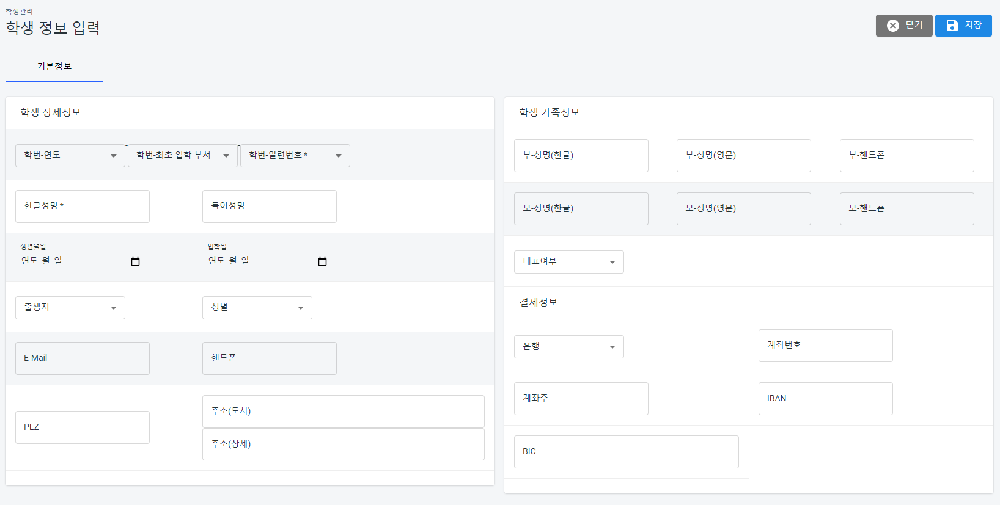 학생관리
학생 정보 입력
닫기
저장
기본정보
학생 상세정보
학번-연도
학번-최초 입학 부서
학번-일련번호 *
한글성명 *
독어성명
생년월일
입학일
연도-월-일
연도-월-일
출생지
성별
E-Mail
핸드폰
PLZ
주소(도시)
주소(상세)
학생 가족정보
부-성명(한글)
부-성명(영문)
부-핸드폰
모-성명(한글)
모-성명(영문)
모-핸드폰
대표여부
결제정보
은행
계좌번호
계좌주
IBAN
BIC